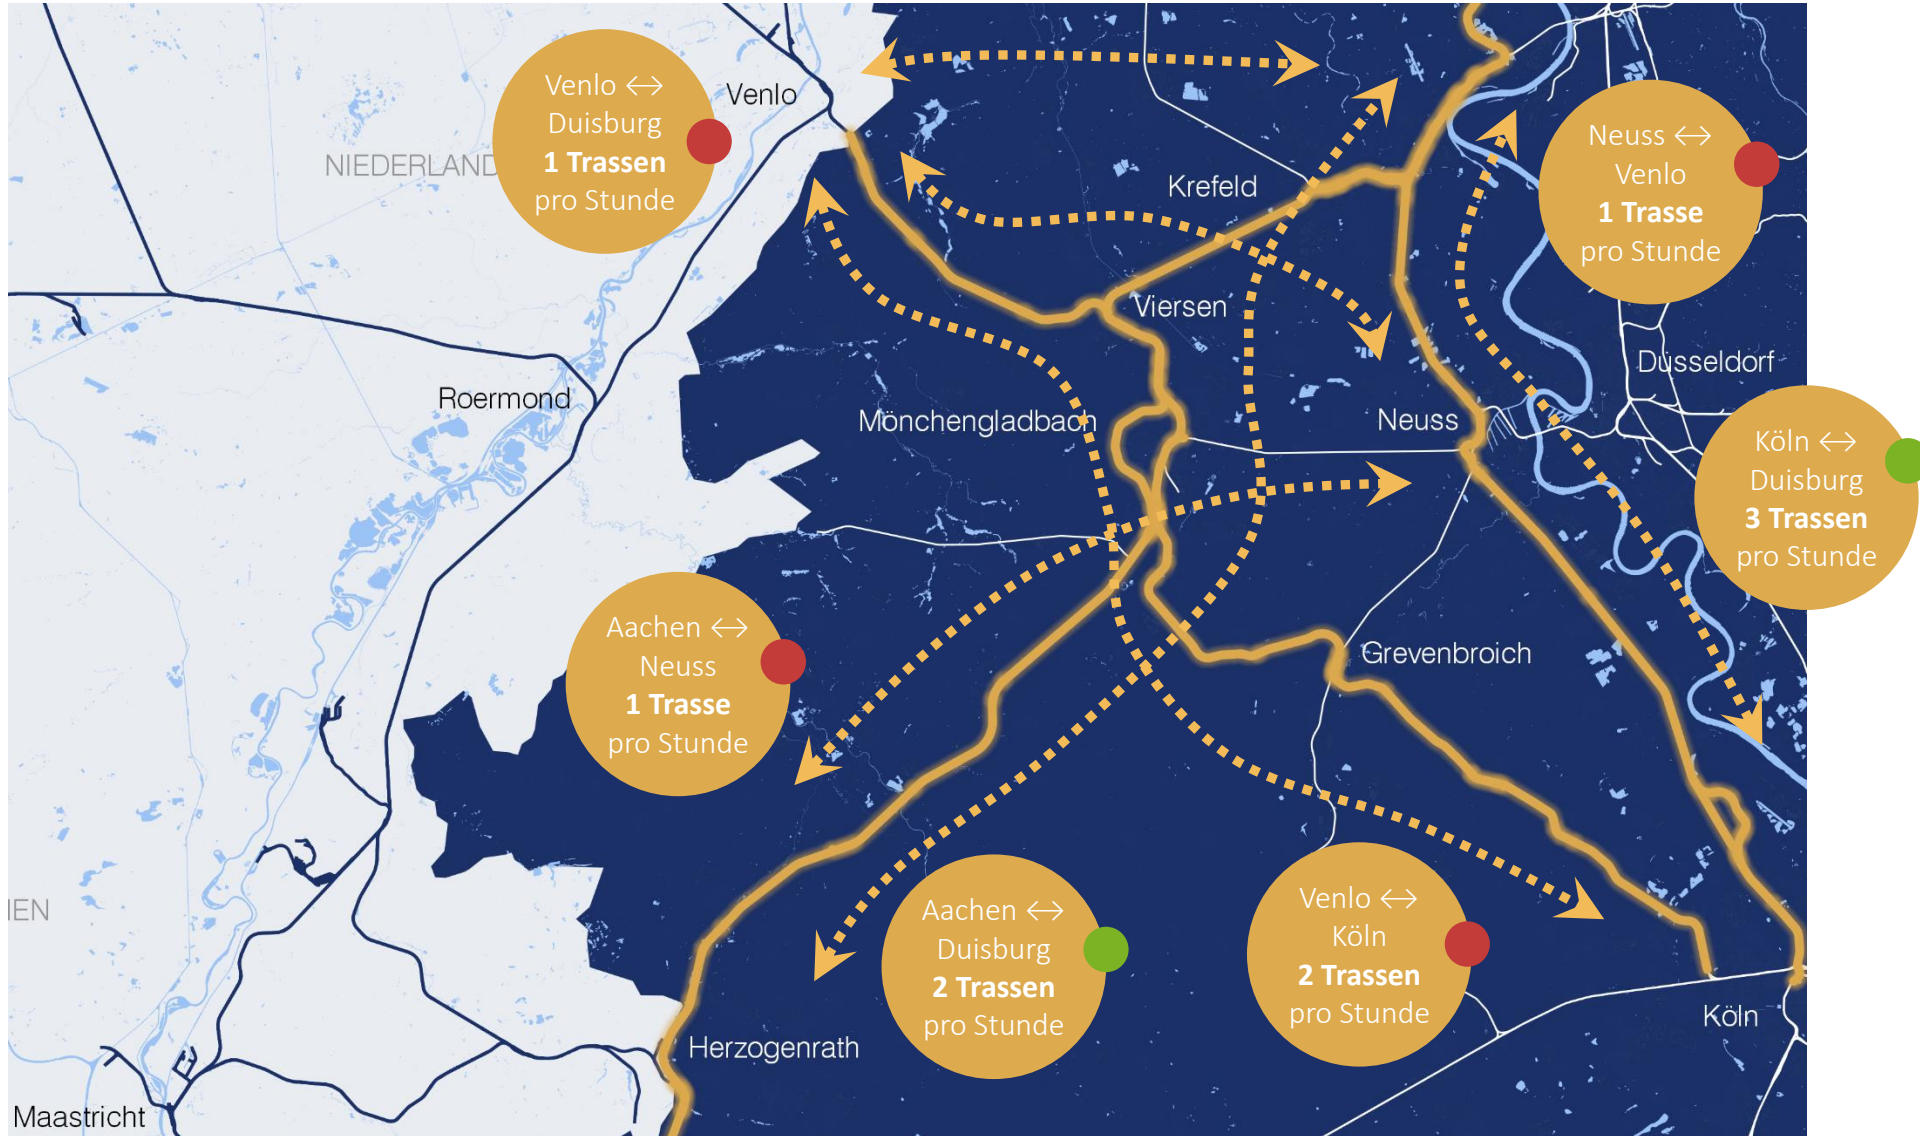 Venlo ↔
Duisburg
1 Trassen
pro Stunde
Venlo
NIEDERLAND
Neuss ↔
Venlo
1 Trasse
pro Stunde
Krefeld
Viersen
Düsseldorf
Roermond
Mönchengladbach
Neuss
Köln ↔
Duisburg
3 Trassen
pro Stunde
Aachen ↔
Neuss
1 Trasse
pro Stunde
Grevenbroich
IEN
Aachen ↔
Duisburg
2 Trassen
pro Stunde
Venlo ↔
Köln
2 Trassen
pro Stunde
Köln
Herzogenrath
Maastricht